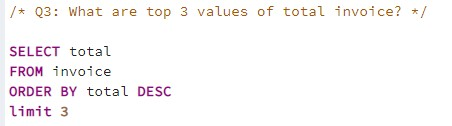 /* Q3: What are top 3 values of total invoice? */
SELECT total
FROM invoice
ORDER BY total DESC
limit 3